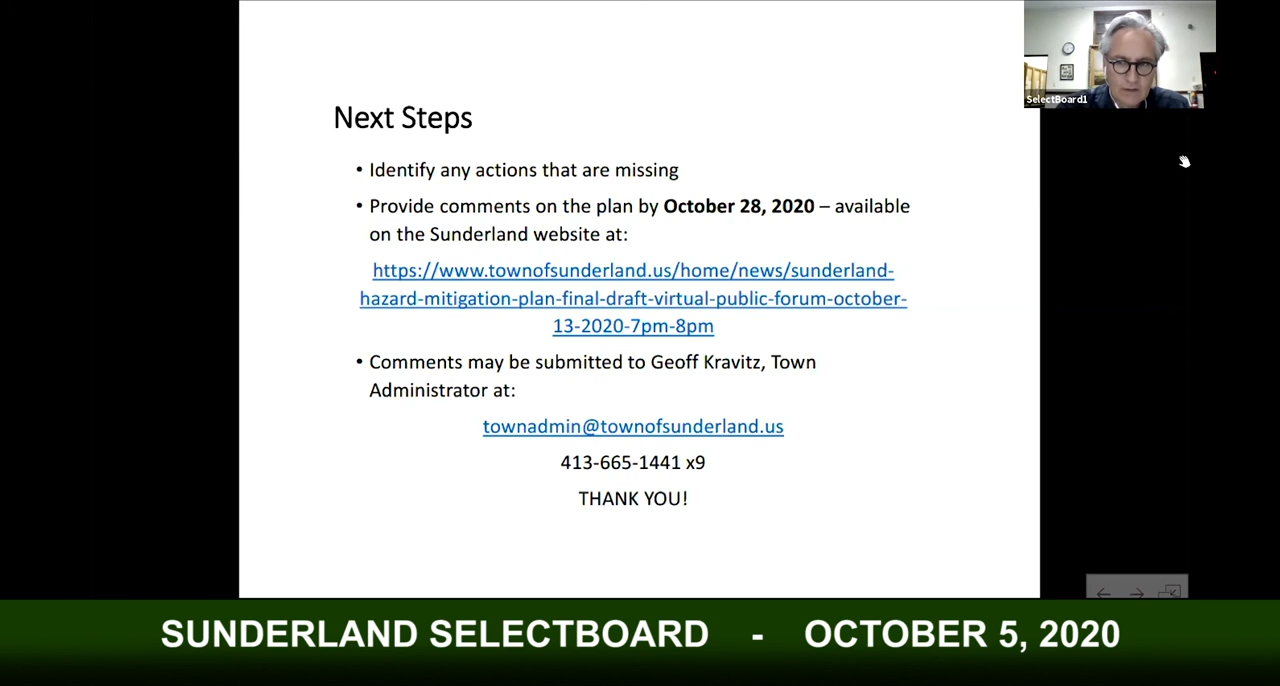 SelectBoard1
Next Steps
• Identify any actions that are missing
• Provide comments on the plan by October 28, 2020 – available
on the Sunderland website at:
https://www.townofsunderland.us/home/news/sunderland-
hazard-mitigation-plan-final-draft-virtual-public-forum-october-
13-2020-7pm-8pm
• Comments may be submitted to Geoff Kravitz, Town
Administrator at:
townadmin@townofsunderland.us
413-665-1441 x9
THANK YOU!
SUNDERLAND SELECTBOARD - OCTOBER 5, 2020